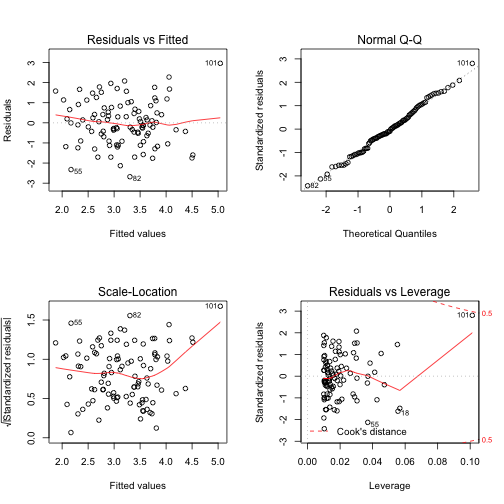 Residuals vs Fitted
Residuals
-3 -2 -1 0 1 2 3
101
55
82
2.0 2.5 3.0 3.5 4.0 4.5 5.0
Fitted values
Normal Q-Q
Standardized residuals
-2 -1 0 1 2 3
101
55
82
-2 -1 0 1 2
Theoretical Quantiles
Scale-Location
√|Standardized residuals|
0.0 0.5 1.0 1.5
101
82
55
2.0 2.5 3.0 3.5 4.0 4.5 5.0
Fitted values
Residuals vs Leverage
Standardized residuals
-3 -2 -1 0 1 2 3
0.5
101
18
55
Cook's distance
0.5
0.00 0.02 0.04 0.06 0.08 0.10
Leverage